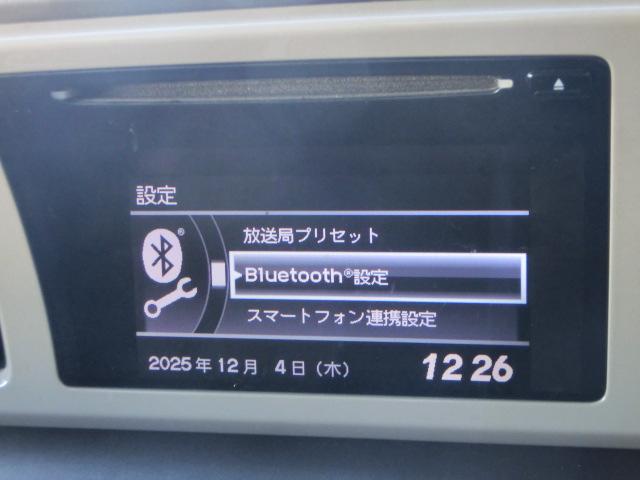 設定
放送局プリセット
Bluetooth®設定
スマートフォン連携設定
2025年12月 4日（木） 12 26